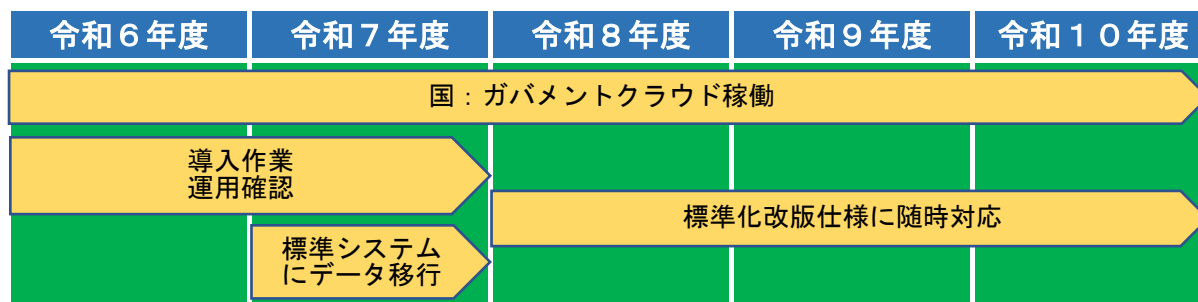 令和６年度
令和７年度
令和８年度
令和９年度
令和１０年度
国：ガバメントクラウド稼働
導入作業
運用確認
標準化改版仕様に随時対応
標準システム
にデータ移行